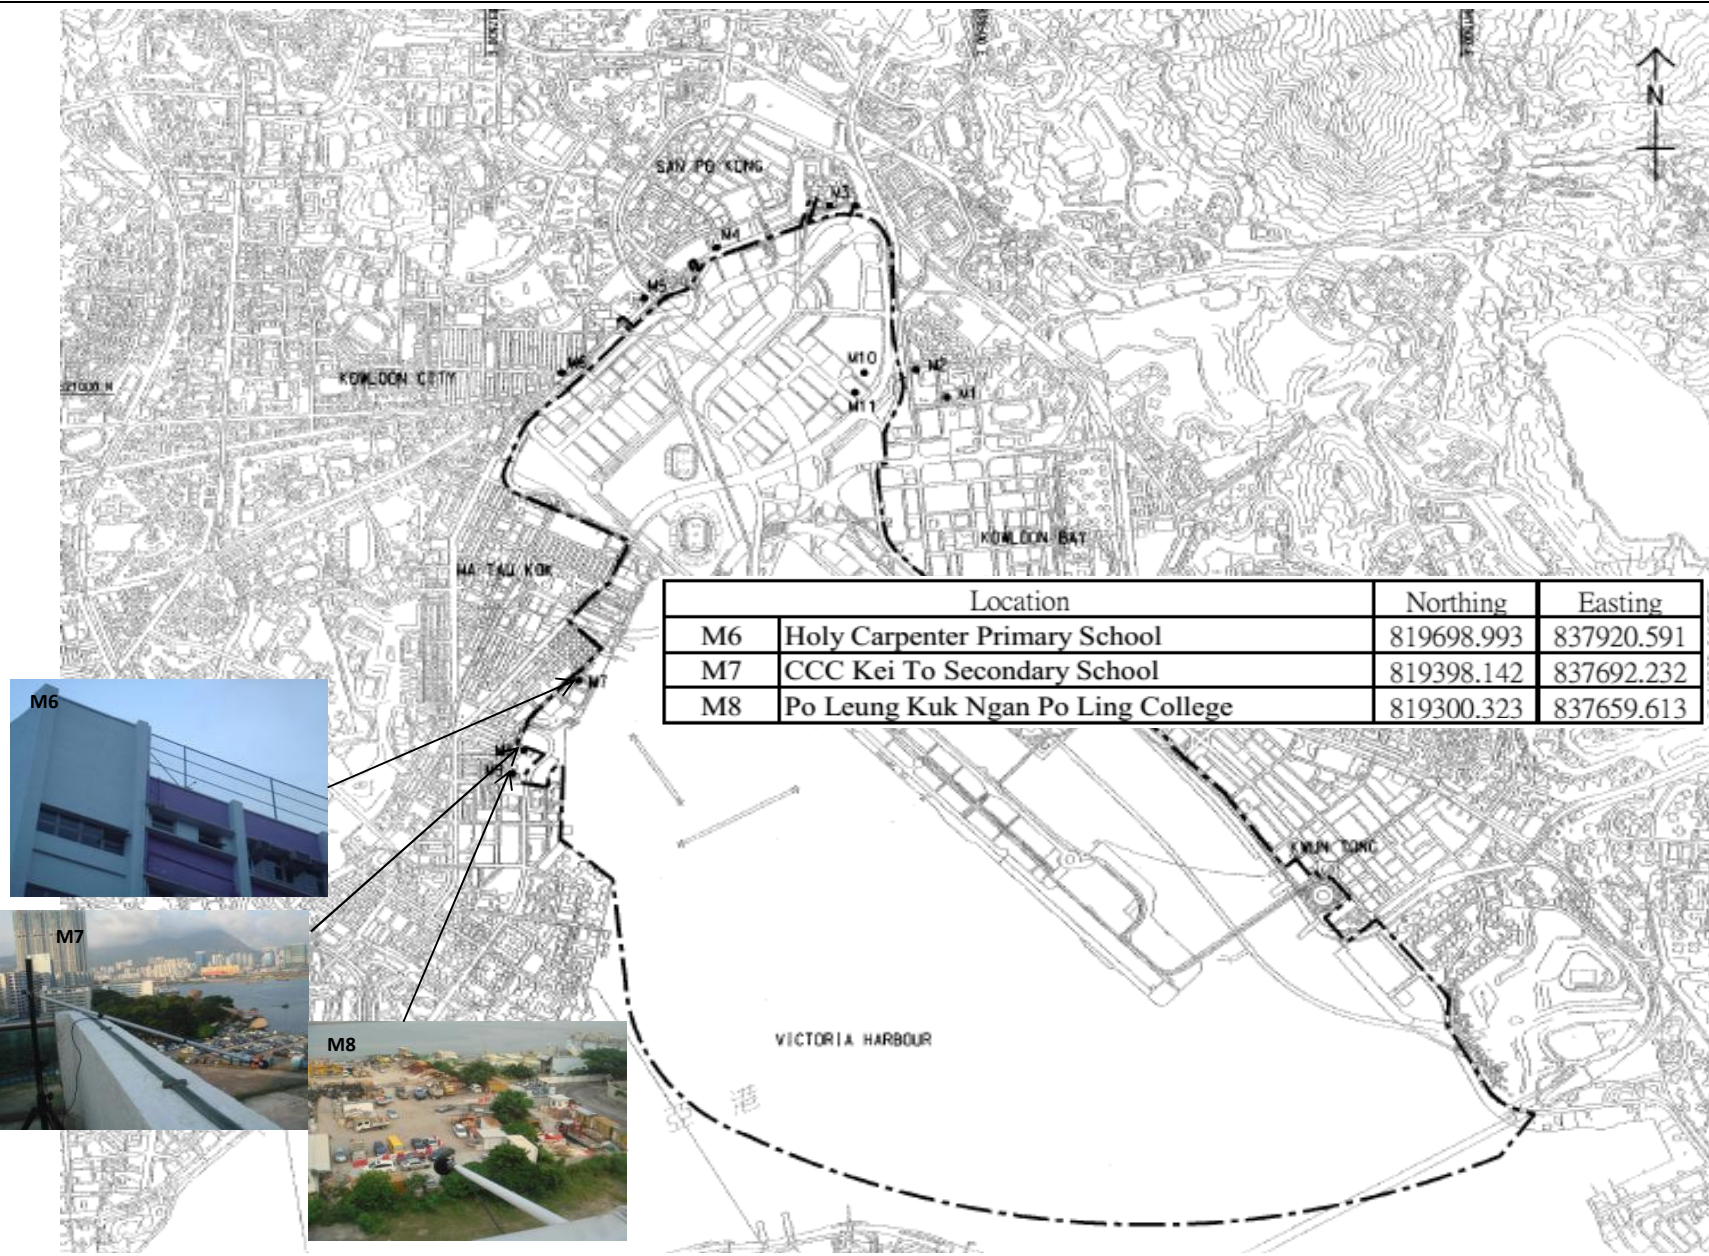 N
SAN PO KONG
M3
M4
M5
M10
M2
M6
KOWLOON CITY
M11
M1
KOWLOON BAY
MA TAU KOK
Location Northing Easting
M6 Holy Carpenter Primary School 819698.993 837920.591
M7 CCC Kei To Secondary School 819398.142 837692.232
M8 Po Leung Kuk Ngan Po Ling College 819300.323 837659.613
M7
M6
M9
KWUN TONG
M7
VICTORIA HARBOUR
M8
港